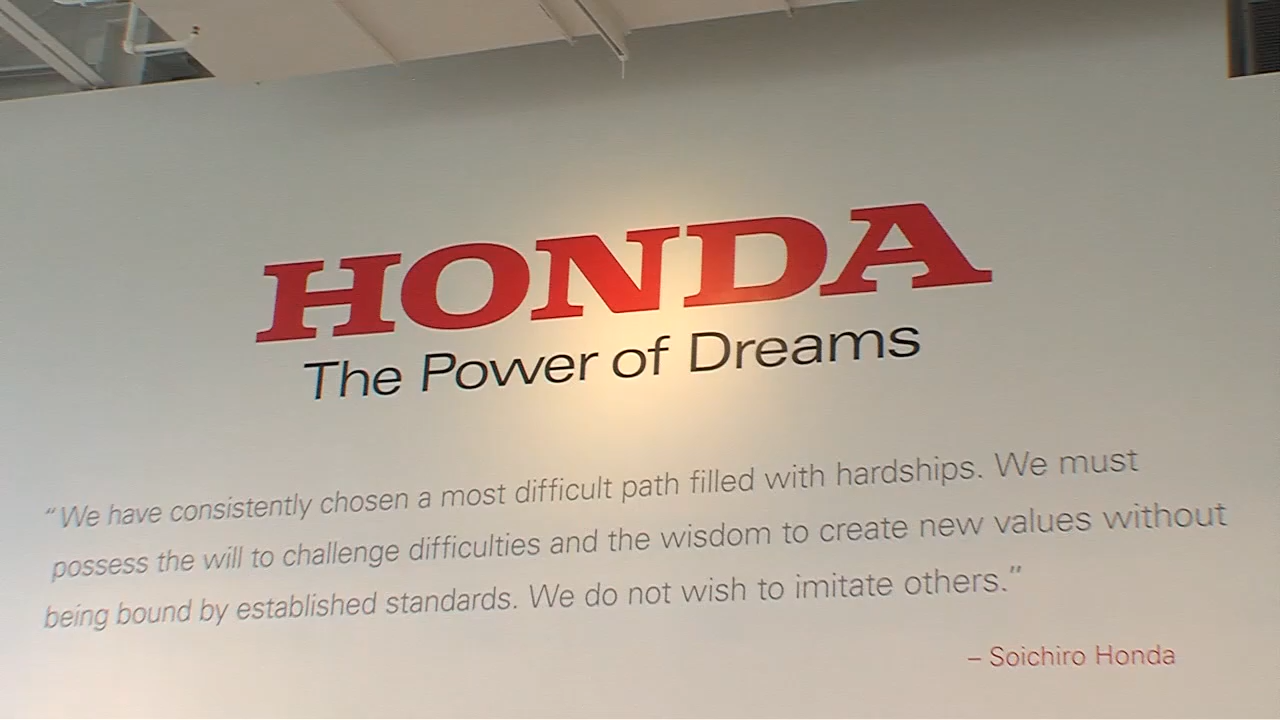 HONDA
The Power of Dreams
“We have consistently chosen a most difficult path filled with hardships. We must
possess the will to challenge difficulties and the wisdom to create new values without
being bound by established standards. We do not wish to imitate others.”
– Soichiro Honda